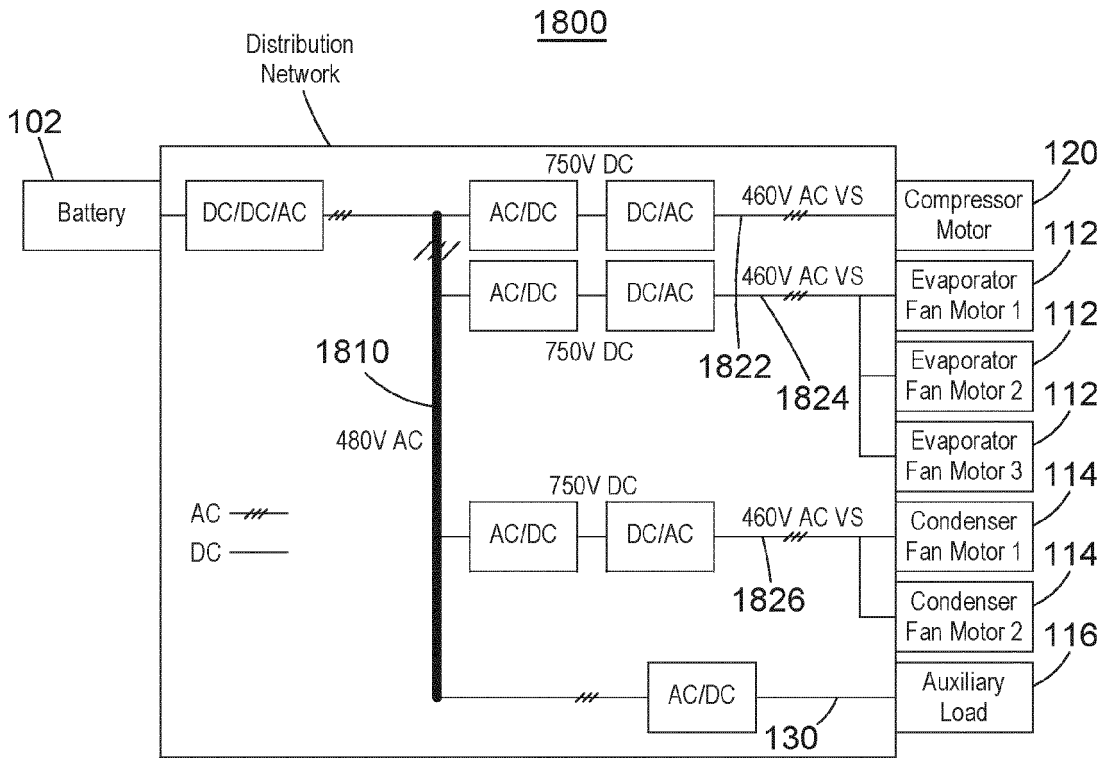 1800
Distribution
Network
102
Battery
DC/DC/AC
750V DC
AC/DC
DC/AC
460V AC VS
Compressor
Motor
120
AC/DC
DC/AC
750V DC
460V AC VS
1822
1824
Evaporator
Fan Motor 1
112
Evaporator
Fan Motor 2
112
Evaporator
Fan Motor 3
112
1810
480V AC
AC
DC
750V DC
AC/DC
DC/AC
460V AC VS
1826
Condenser
Fan Motor 1
114
Condenser
Fan Motor 2
114
AC/DC
130
Auxiliary
Load
116